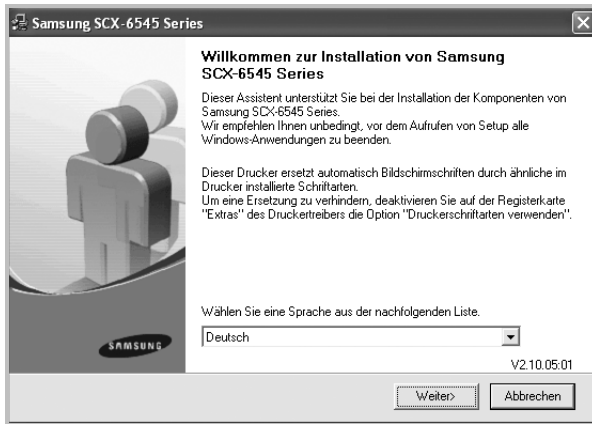 Samsung SCX-6545 Series
Willkommen zur Installation von Samsung
SCX-6545 Series
Dieser Assistent unterstützt Sie bei der Installation der Komponenten von
Samsung SCX-6545 Series.
Wir empfehlen Ihnen unbedingt, vor dem Aufrufen von Setup alle
Windows-Anwendungen zu beenden.
Dieser Drucker ersetzt automatisch Bildschirmschriften durch ähnliche im
Drucker installierte Schriftarten.
Um eine Ersetzung zu verhindern, deaktivieren Sie auf der Registerkarte
"Extras" des Druckertreibers die Option "Druckerschriftarten verwenden".
Wählen Sie eine Sprache aus der nachfolgenden Liste.
Deutsch
SAMSUNG
V2.10.05:01
Weiter>
Abbrechen